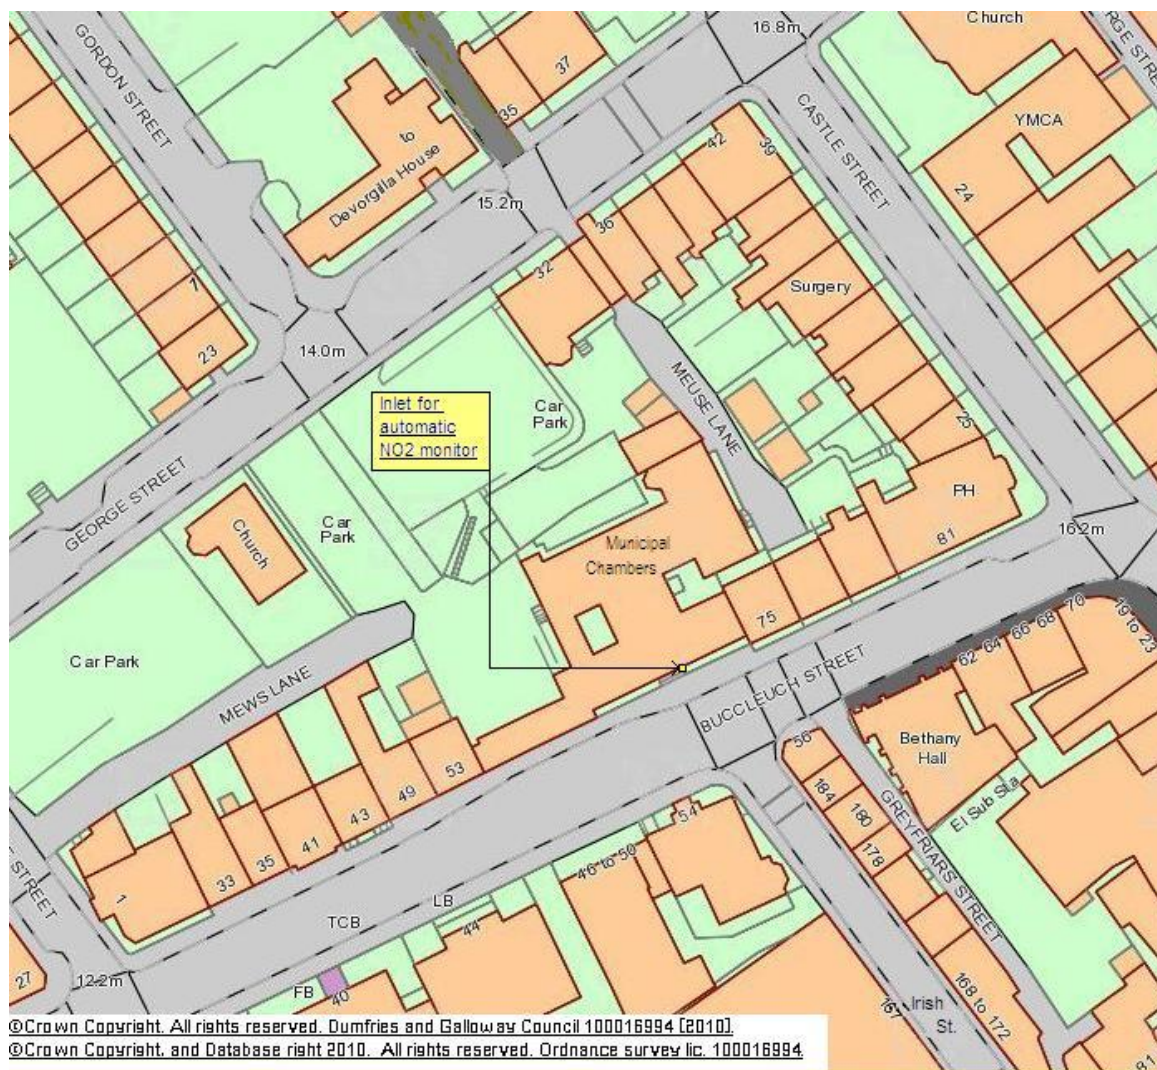 16.8m
Church
RGE STREE
GORDON STREET
37
35
CASTLE STREET
YMCA
to
Devorgilla House
42
39
24
15.2m
36
32
Surgery
23
14.0m
Inlet for
automatic
NO2 monitor
Car
Park
MEUSE LANE
25
PH
GEORGE STREET
Car
Park
Church
Municipal
Chambers
81
16.2m
75
Car Park
MEWS LANE
BUCCLEUCH STREET
62
64
66
68
70
19 to 23
56
Bethany
Hall
53
49
43
41
35
33
1
184
180
178
GREYFRIARS STREET
El Sub Sta
54
46 to 50
LB
TCB
44
STREET
27
12.2m
FB
40
167
Irish
St.
168 to 172
81
©Crown Copyright. All rights reserved. Dumfries and Galloway Council 100016994 [2010].
©Crown Copyright. and Database right 2010. All rights reserved. Ordnance survey lic. 100016994.